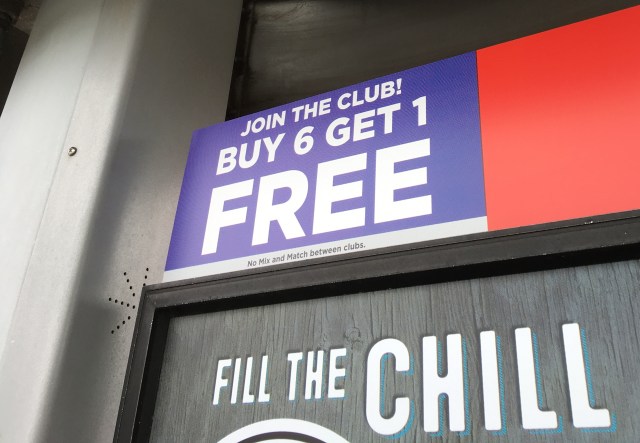 JOIN THE CLUB!
BUY 6 GET 1
FREE
No Mix and Match between clubs.
FILL THE CHILL